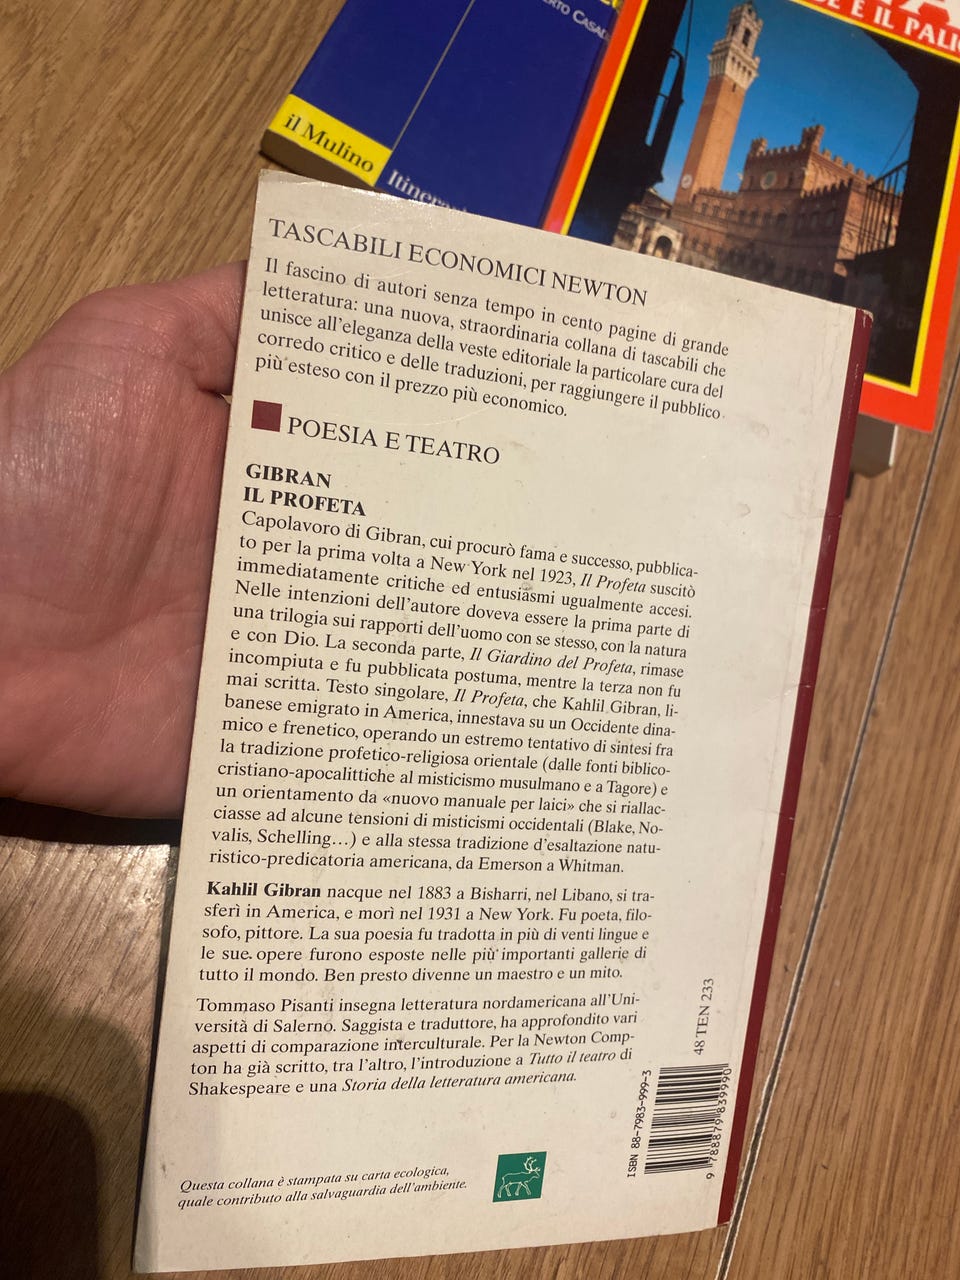 il Mulino
E IL PALIO
TASCABILI ECONOMICI NEWTON
Il fascino di autori senza tempo in cento pagine di grande
letteratura: una nuova, straordinaria collana di tascabili che
unisce all'eleganza della veste editoriale la particolare cura del
corredo critico e delle traduzioni, per raggiungere il pubblico
più esteso con il prezzo più economico.
POESIA E TEATRO
GIBRAN
IL PROFETA
Capolavoro di Gibran, cui procurò fama e successo, pubblica-
to per la prima volta a New York nel 1923, Il Profeta suscitò
immediatamente critiche ed entusiasmi ugualmente accesi.
Nelle intenzioni dell'autore doveva essere la prima parte di
una trilogia sui rapporti dell'uomo con se stesso, con la natura
e con Dio. La seconda parte, Il Giardino del Profeta, rimase
incompiuta e fu pubblicata postuma, mentre la terza non fu
mai scritta. Testo singolare, Il Profeta, che Kahlil Gibran, li-
banese emigrato in America, innestava su un Occidente dina-
mico e frenetico, operando un estremo tentativo di sintesi fra
la tradizione profetico-religiosa orientale (dalle fonti biblico-
cristiano-apocalittiche al misticismo musulmano e a Tagore) e
un orientamento da «nuovo manuale per laici» che si riallac-
ciasse ad alcune tensioni di misticismi occidentali (Blake, No-
valis, Schelling...) e alla stessa tradizione d'esaltazione natu-
ristico-predicatoria americana, da Emerson a Whitman.
Kahlil Gibran nacque nel 1883 a Bisharri, nel Libano, si tra-
sferì in America, e morì nel 1931 a New York. Fu poeta, filo-
sofo, pittore. La sua poesia fu tradotta in più di venti lingue e
le sue opere furono esposte nelle più importanti gallerie di
tutto il mondo. Ben presto divenne un maestro e un mito.
Tommaso Pisanti insegna letteratura nordamericana all'Uni-
versità di Salerno. Saggista e traduttore, ha approfondito vari
aspetti di comparazione interculturale. Per la Newton Comp-
ton ha già scritto, tra l'altro, l'introduzione a Tutto il teatro di
Shakespeare e una Storia della letteratura americana.
Questa collana è stampata su carta ecologica,
quale contributo alla salvaguardia dell'ambiente.
48 TEN 233
ISBN 88-7983-999-3
9 788879 839990